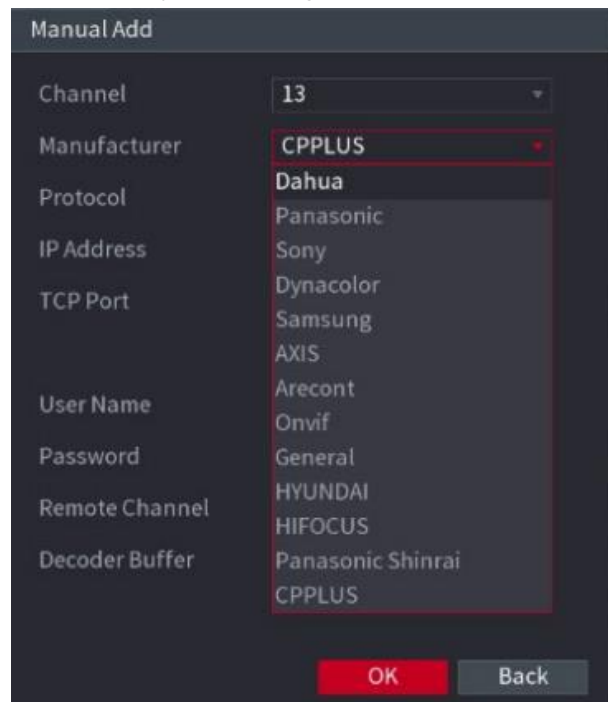 Manual Add
Channel 13
Manufacturer CPPLUS
Dahua
Protocol
Panasonic
IP Address Sony
Dynacolor
TCP Port
Samsung
AXIS
Arecont
User Name
Onvif
Password General
HYUNDAI
Remote Channel
HIFOCUS
Decoder Buffer Panasonic Shinrai
CPPLUS
OK Back